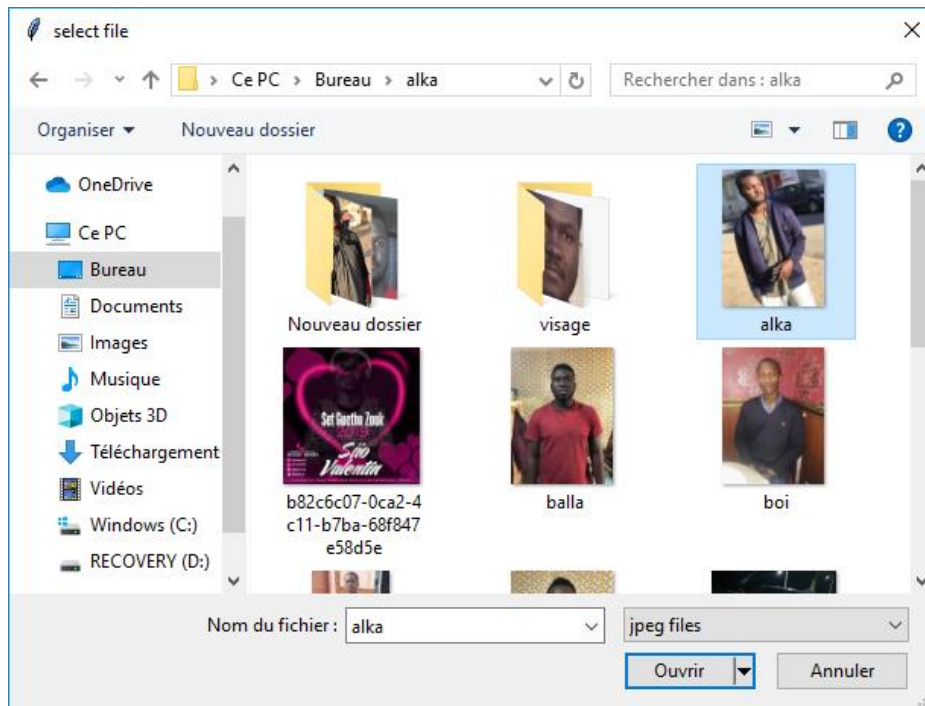 select file
Ce PC > Bureau > alka
Rechercher dans : alka
Organiser
Nouveau dossier
?
OneDrive
Ce PC
Bureau
Documents
Images
Musique
Objets 3D
Téléchargement
Vidéos
Windows (C:)
RECOVERY (D:)
Nouveau dossier
visage
alka
Set Guetho Zouk
2019
São
Valentin
b82c6c07-0ca2-4
c11-b7ba-68f847
e58d5e
balla
boi
Nom du fichier :
alka
jpeg files
Ouvrir
Annuler